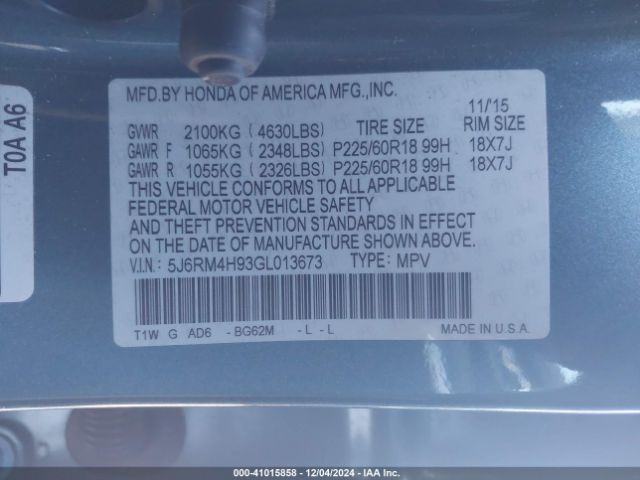 T0A A6
MFD.BY HONDA OF AMERICA MFG.,INC.
11/'15
GVWR 2100KG ( 4630LBS) TIRE SIZE RIM SIZE
GAWR F 1065KG ( 2348LBS) P225/60R18 99H 18X7J
GAWR R 1055KG ( 2326LBS) P225/60R18 99H 18X7J
THIS VEHICLE CONFORMS TO ALL APPLICABLE
FEDERAL MOTOR VEHICLE SAFETY
AND THEFT PREVENTION STANDARDS IN EFFECT
ON THE DATE OF MANUFACTURE SHOWN ABOVE.
V.I.N: 5J6RM4H93GL013673 TYPE: MPV
T1W G AD6 - BG62M - L - L MADE IN U.S.A.
000-41015858 - 12/04/2024 - IAA Inc.